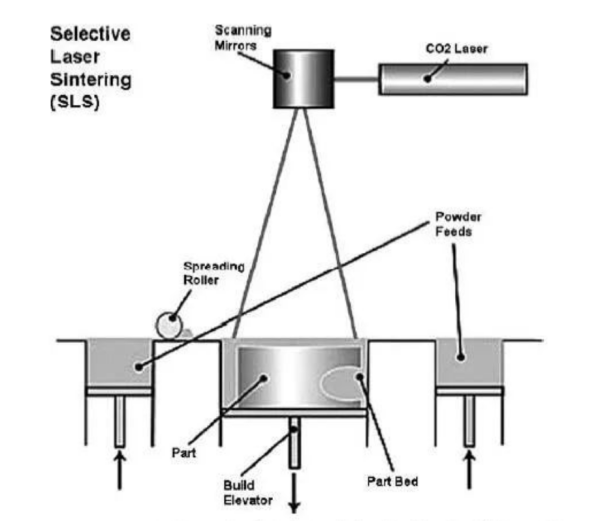 Selective
Laser
Sintering
(SLS)
Scanning
Mirrors
CO2 Laser
Powder
Feeds
Spreading
Roller
Part
Build
Elevator
Part Bed